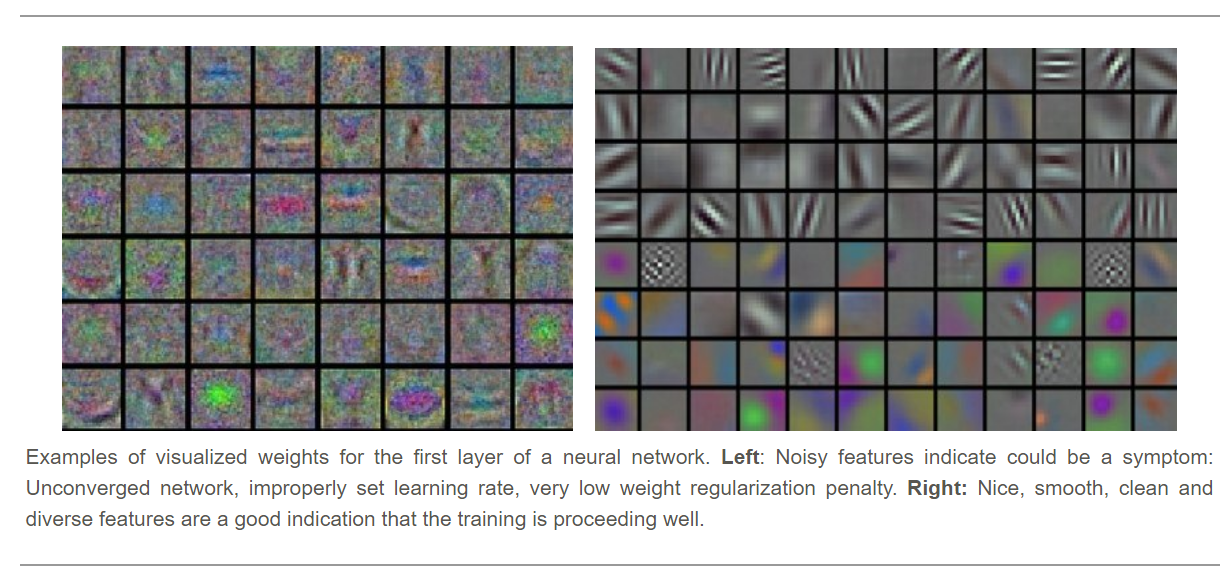 Examples of visualized weights for the first layer of a neural network. Left: Noisy features indicate could be a symptom:
Unconverged network, improperly set learning rate, very low weight regularization penalty. Right: Nice, smooth, clean and
diverse features are a good indication that the training is proceeding well.